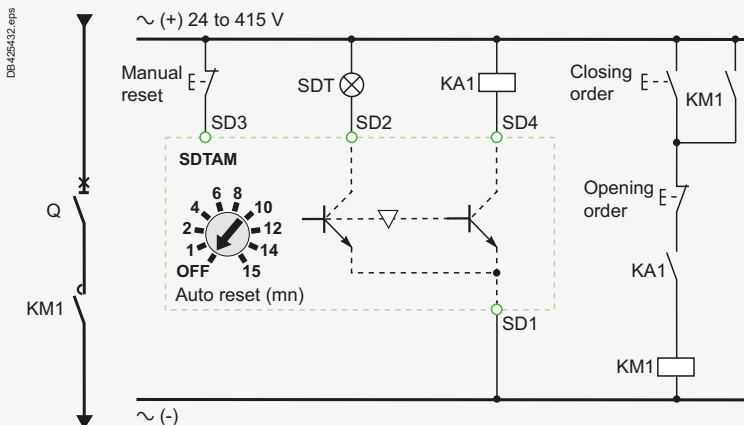 DB425432.eps
∼ (+) 24 to 415 V
Manual
reset
SDT
KA1
Closing
order
KM1
SD3
SD2
SD4
SDTAM
Q
Opening
order
6 8
4 10
2 12
1 14
OFF 15
Auto reset (mn)
KA1
KM1
SD1
KM1
∼ (-)